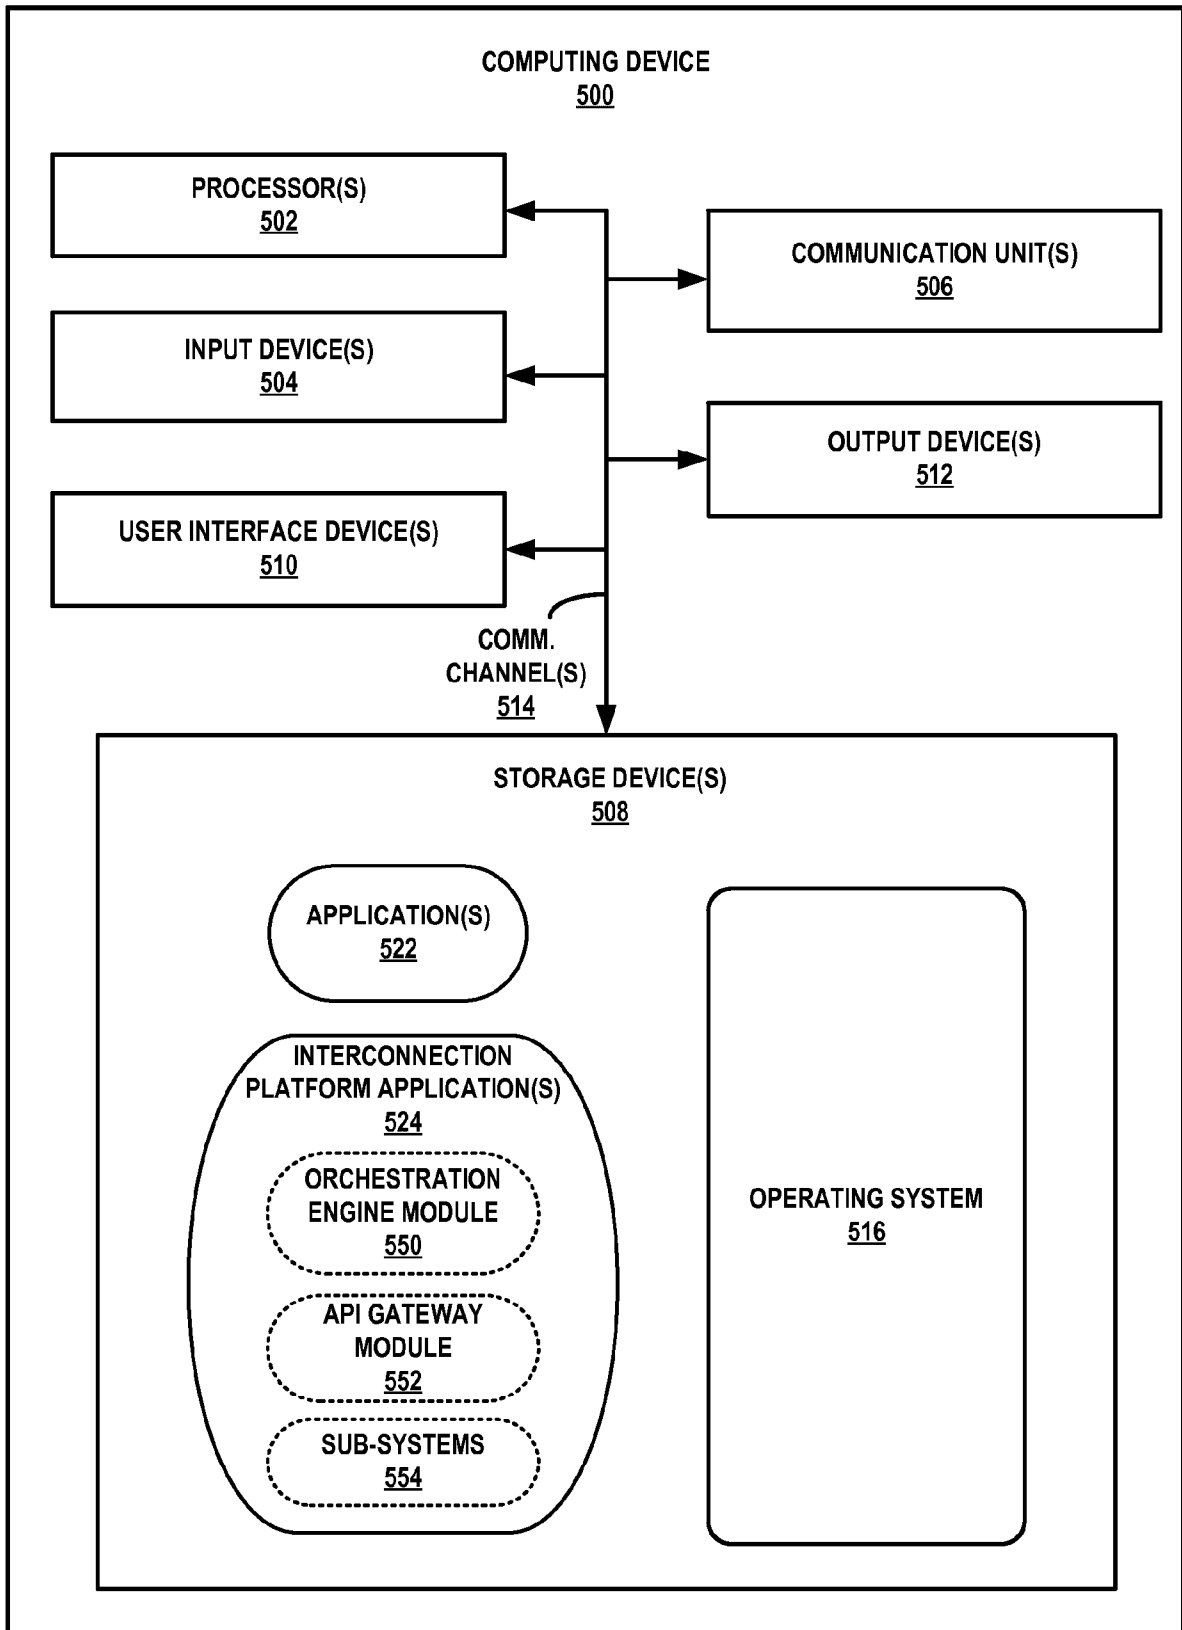 COMPUTING DEVICE
500
PROCESSOR(S)
502
COMMUNICATION UNIT(S)
506
INPUT DEVICE(S)
504
OUTPUT DEVICE(S)
512
USER INTERFACE DEVICE(S)
510
COMM.
CHANNEL(S)
514
STORAGE DEVICE(S)
508
APPLICATION(S)
522
INTERCONNECTION
PLATFORM APPLICATION(S)
524
ORCHESTRATION
ENGINE MODULE
550
API GATEWAY
MODULE
552
SUB-SYSTEMS
554
OPERATING SYSTEM
516